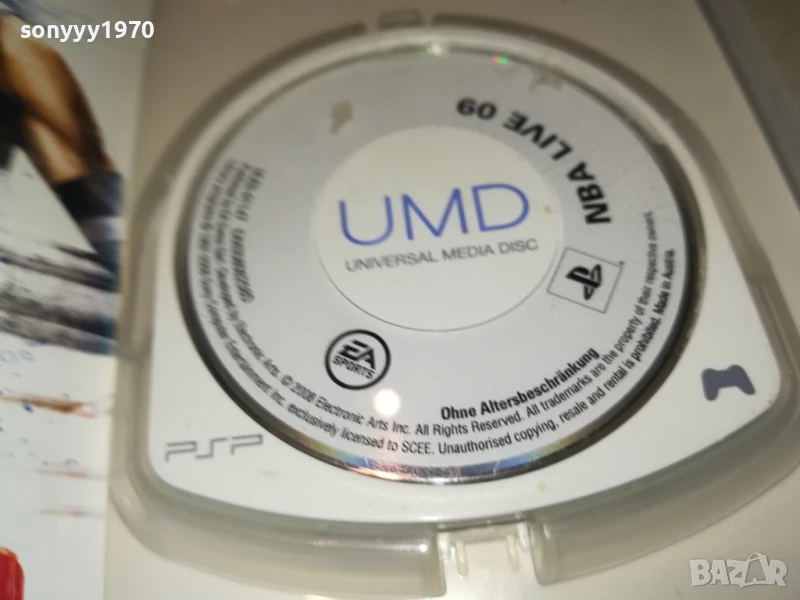 sonyyy1970
NBA LIVE 09
UMD
UNIVERSAL MEDIA DISC
EA
SPORTS
Ohne Altersbeschränkung
© 2008 Electronic Arts Inc. All Rights Reserved. All trademarks are the property of their respective owners.
Entertainment Inc. exclusively licensed to SCEE. Unauthorised copying, resale and rental is prohibited. Made in Austria.
PSP
BAZAR